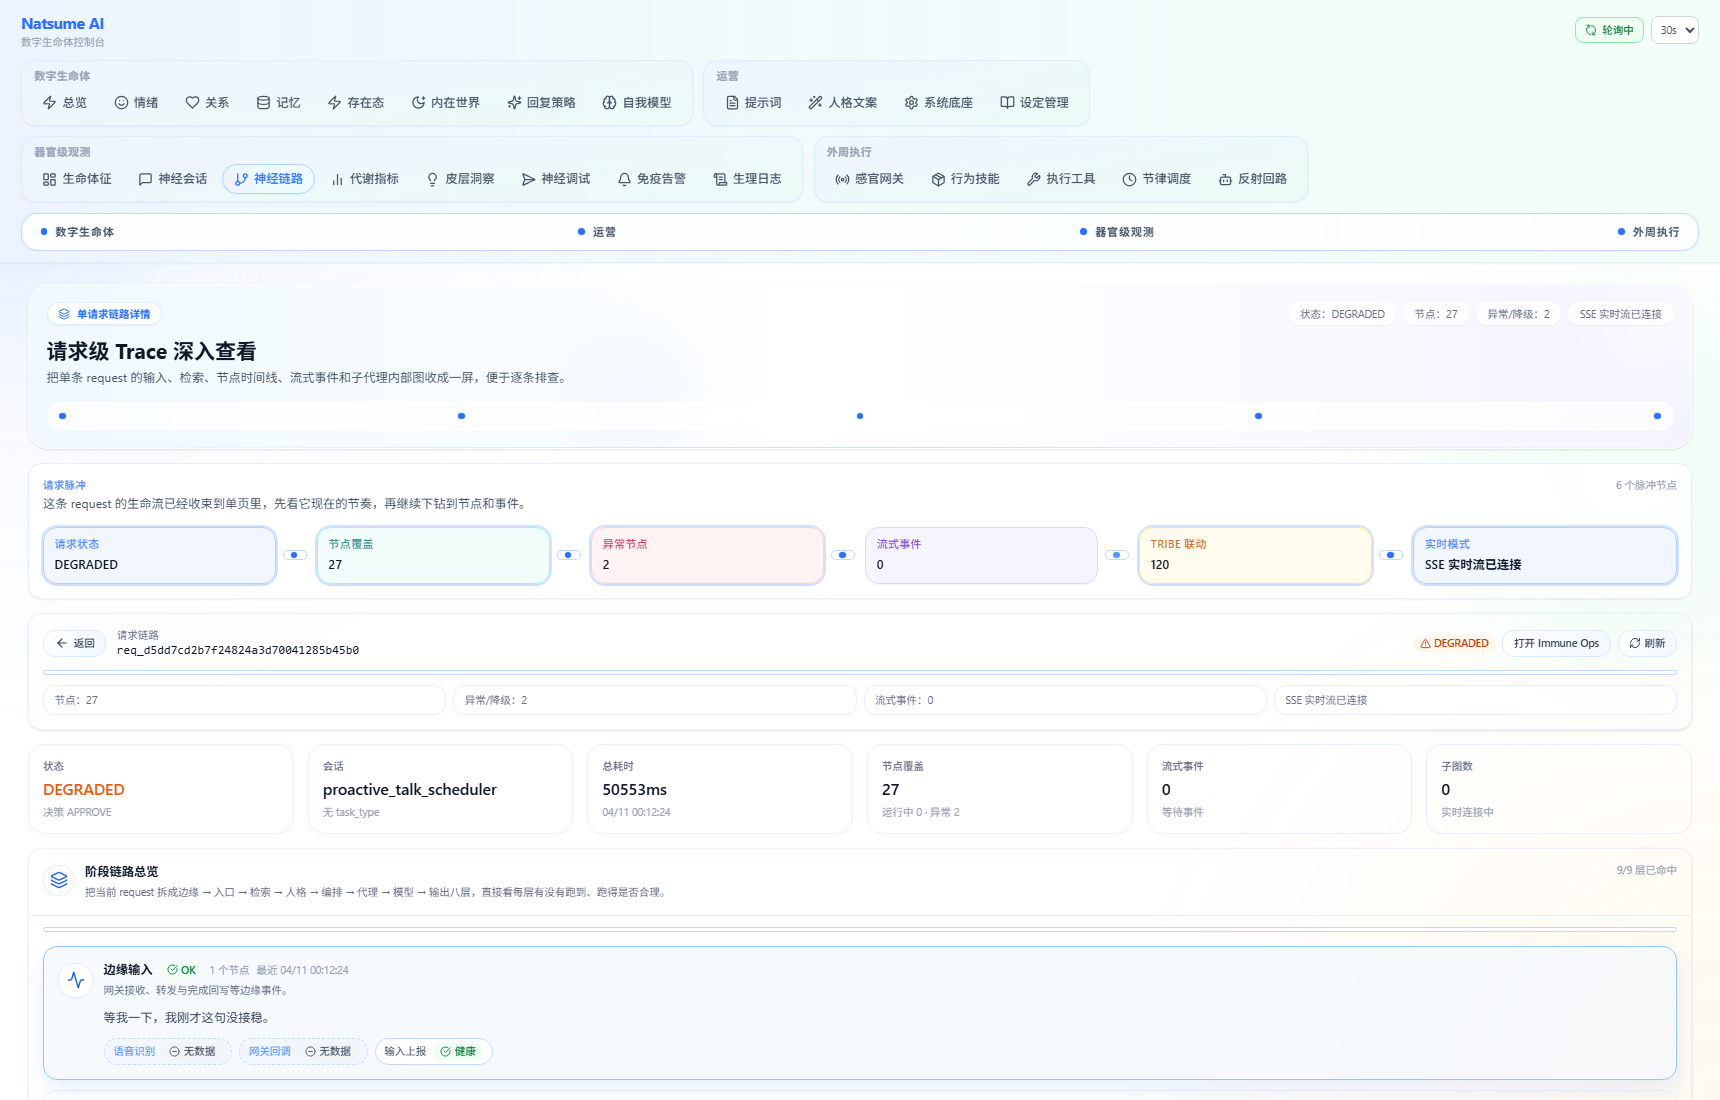 Natsume AI
数字生命体控制台
轮询中
30s
数字生命体
总览
情绪
关系
记忆
存在态
内在世界
回复策略
自我模型
运营
提示词
人格文案
系统底座
设定管理
器官级观测
生命体征
神经会话
神经链路
代谢指标
皮层洞察
神经调试
免疫告警
生理日志
外周执行
感官网关
行为技能
执行工具
节律调度
反射回路
数字生命体
运营
器官级观测
外周执行
单请求链路详情
状态：DEGRADED
节点：27
异常/降级：2
SSE 实时流已连接
请求级 Trace 深入查看
把单条 request 的输入、检索、节点时间线、流式事件和子代理内部图收成一屏，便于逐条排查。
请求脉冲
这条 request 的生命流已经收束到单页里，先看它现在的节奏，再继续下钻到节点和事件。
6 个脉冲节点
请求状态
DEGRADED
节点覆盖
27
异常节点
2
流式事件
0
TRIBE 联动
120
实时模式
SSE 实时流已连接
返回
请求链路
req_d5dd7cd2b7f24824a3d70041285b45b0
DEGRADED
打开 Immune Ops
刷新
节点：27
异常/降级：2
流式事件：0
SSE 实时流已连接
状态
DEGRADED
决策 APPROVE
会话
proactive_talk_scheduler
无 task_type
总耗时
50553ms
04/11 00:12:24
节点覆盖
27
运行中 0 · 异常 2
流式事件
0
等待事件
子图数
0
实时连接中
阶段链路总览
把当前 request 拆成边缘 → 入口 → 检索 → 人格 → 编排 → 代理 → 模型 → 输出八层，直接看每层有没有跑到、跑得是否合理。
9/9 层已命中
边缘输入
OK
1 个节点
最近 04/11 00:12:24
网关接收、转发与完成回写等边缘事件。
等我一下，我刚才这句没接稳。
语音识别
无数据
网关回调
无数据
输入上报
健康